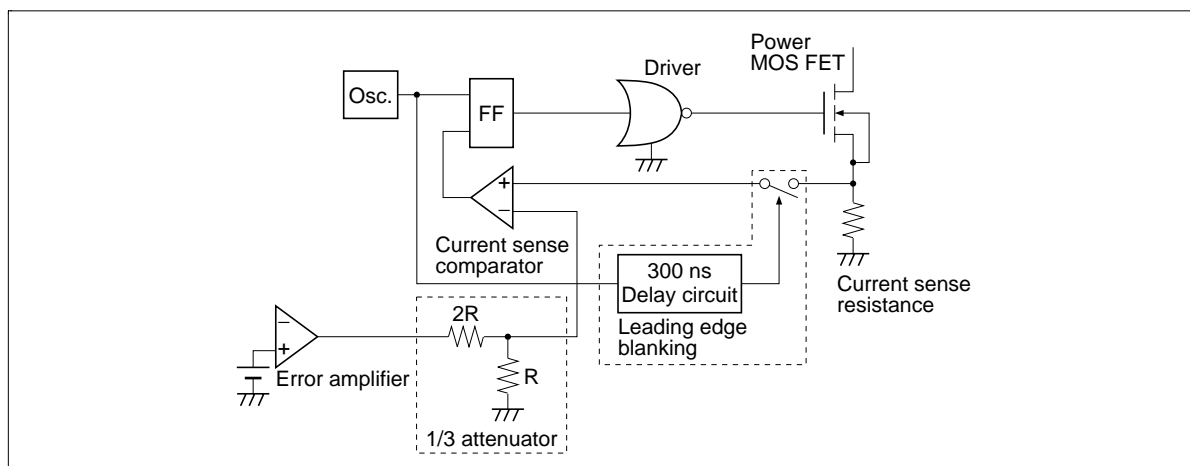 Power
MOS FET
Driver
Osc.
FF
+
−
Current sense
comparator
300 ns
Delay circuit
Current sense
resistance
Leading edge
blanking
2R
−
+
Error amplifier
R
1/3 attenuator